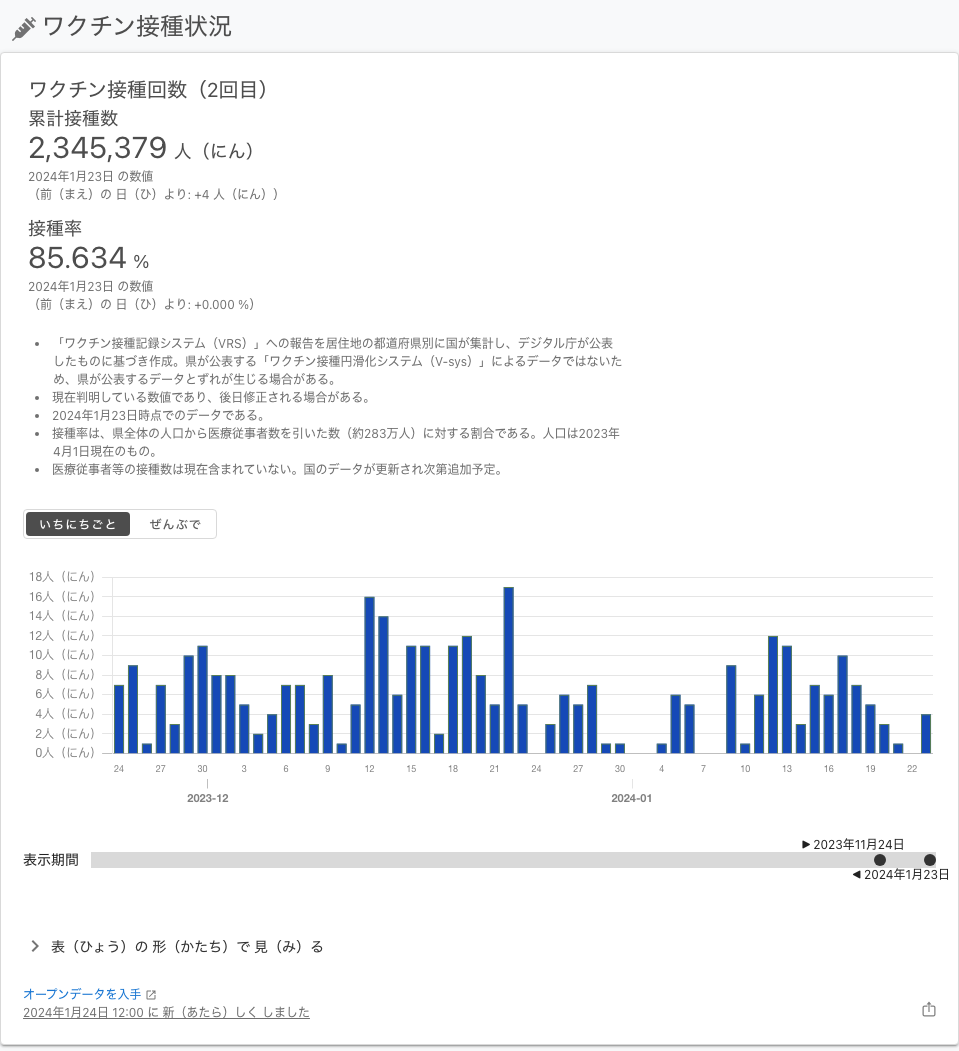 ワクチン接種状況
ワクチン接種回数（2回目）
累計接種数
2,345,379 人（にん）
2024年1月23日 の数値
（前（まえ）の 日（ひ）より: +4 人（にん））
接種率
85.634 %
2024年1月23日 の数値
（前（まえ）の 日（ひ）より: +0.000 %）
• 「ワクチン接種記録システム（VRS）」への報告を居住地の都道府県別に国が集計し、デジタル庁が公表
したものに基づき作成。県が公表する「ワクチン接種円滑化システム（V-sys）」によるデータではないた
め、県が公表するデータとずれが生じる場合がある。
• 現在判明している数値であり、後日修正される場合がある。
• 2024年1月23日時点でのデータである。
• 接種率は、県全体の人口から医療従事者数を引いた数（約283万人）に対する割合である。人口は2023年
4月1日現在のもの。
• 医療従事者等の接種数は現在含まれていない。国のデータが更新され次第追加予定。
いちにちごと ぜんぶで
18人（にん）
16人（にん）
14人（にん）
12人（にん）
10人（にん）
8人（にん）
6人（にん）
4人（にん）
2人（にん）
0人（にん）
24 27 30 3 6 9 12 15 18 21 24 27 30 4 7 10 13 16 19 22
2023-12 2024-01
▶ 2023年11月24日
表示期間
◀ 2024年1月23日
表（ひょう）の 形（かたち）で 見（み）る
オープンデータを入手
2024年1月24日 12:00 に 新（あたら）しく しました